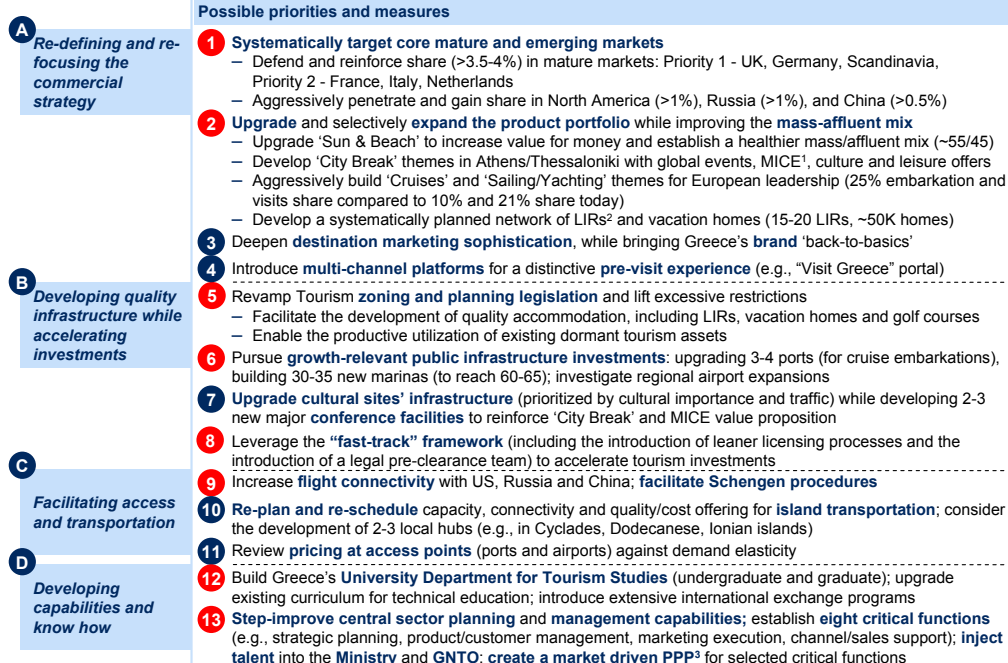 Possible priorities and measures
A
Re-defining and re-
focusing the
commercial
strategy
1 Systematically target core mature and emerging markets
– Defend and reinforce share (>3.5-4%) in mature markets: Priority 1 - UK, Germany, Scandinavia,
Priority 2 - France, Italy, Netherlands
– Aggressively penetrate and gain share in North America (>1%), Russia (>1%), and China (>0.5%)
2 Upgrade and selectively expand the product portfolio while improving the mass-affluent mix
– Upgrade ‘Sun & Beach’ to increase value for money and establish a healthier mass/affluent mix (~55/45)
– Develop ‘City Break’ themes in Athens/Thessaloniki with global events, MICE¹, culture and leisure offers
– Aggressively build ‘Cruises’ and ‘Sailing/Yachting’ themes for European leadership (25% embarkation and
visits share compared to 10% and 21% share today)
– Develop a systematically planned network of LIRs² and vacation homes (15-20 LIRs, ~50K homes)
3 Deepen destination marketing sophistication, while bringing Greece’s brand ‘back-to-basics’
4 Introduce multi-channel platforms for a distinctive pre-visit experience (e.g., “Visit Greece” portal)
B
Developing quality
infrastructure while
accelerating
investments
5 Revamp Tourism zoning and planning legislation and lift excessive restrictions
– Facilitate the development of quality accommodation, including LIRs, vacation homes and golf courses
– Enable the productive utilization of existing dormant tourism assets
6 Pursue growth-relevant public infrastructure investments: upgrading 3-4 ports (for cruise embarkations),
building 30-35 new marinas (to reach 60-65); investigate regional airport expansions
7 Upgrade cultural sites’ infrastructure (prioritized by cultural importance and traffic) while developing 2-3
new major conference facilities to reinforce ‘City Break’ and MICE value proposition
8 Leverage the “fast-track” framework (including the introduction of leaner licensing processes and the
introduction of a legal pre-clearance team) to accelerate tourism investments
C
Facilitating access
and transportation
9 Increase flight connectivity with US, Russia and China; facilitate Schengen procedures
10 Re-plan and re-schedule capacity, connectivity and quality/cost offering for island transportation; consider
the development of 2-3 local hubs (e.g., in Cyclades, Dodecanese, Ionian islands)
11 Review pricing at access points (ports and airports) against demand elasticity
D
Developing
capabilities and
know how
12 Build Greece’s University Department for Tourism Studies (undergraduate and graduate); upgrade
existing curriculum for technical education; introduce extensive international exchange programs
13 Step-improve central sector planning and management capabilities; establish eight critical functions
(e.g., strategic planning, product/customer management, marketing execution, channel/sales support); inject
talent into the Ministry and GNTO; create a market driven PPP³ for selected critical functions